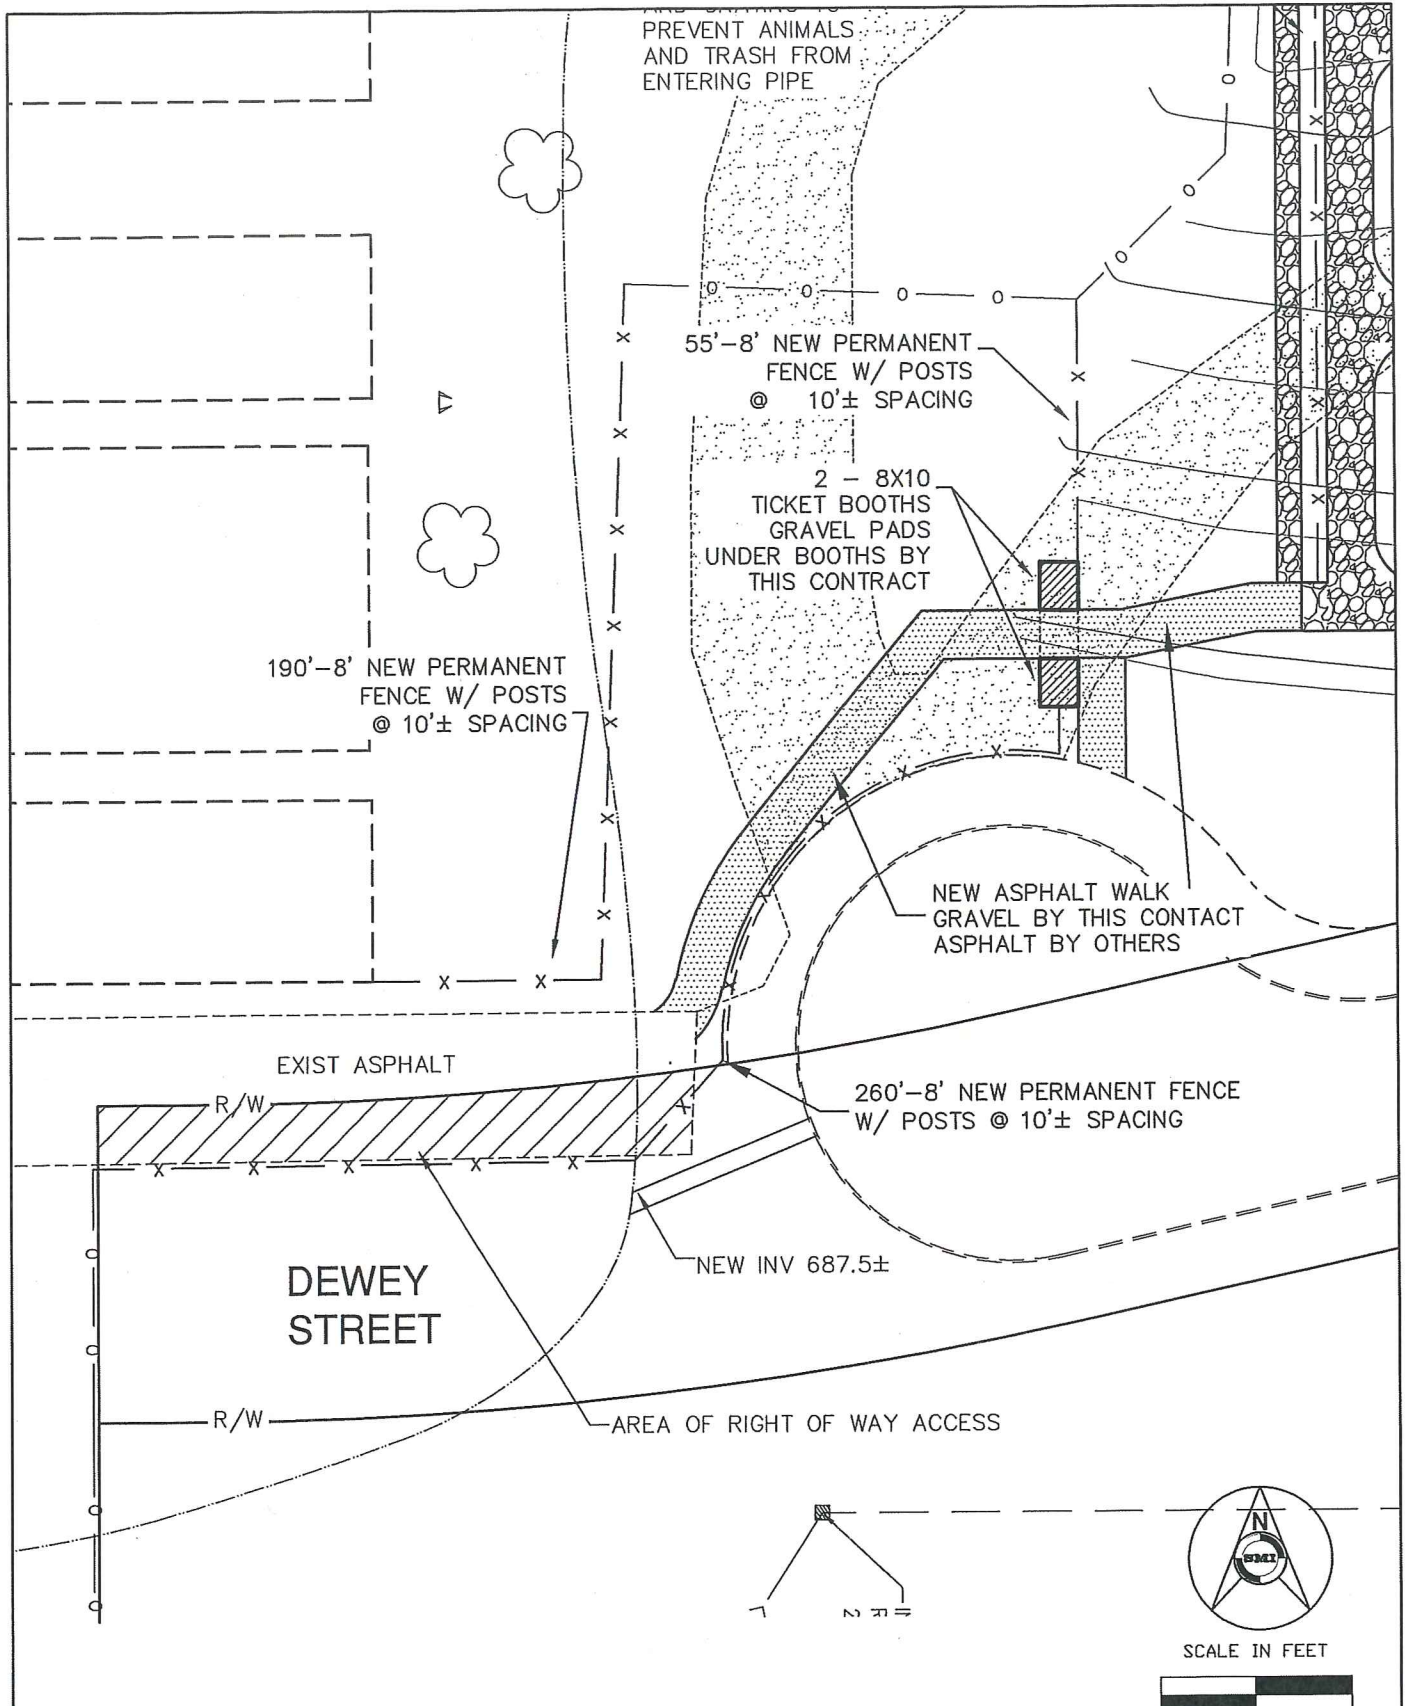 PREVENT ANIMALS
AND TRASH FROM
ENTERING PIPE
55'-8' NEW PERMANENT
FENCE W/ POSTS
@ 10'± SPACING
2 - 8X10
TICKET BOOTHS
GRAVEL PADS
UNDER BOOTHS BY
THIS CONTRACT
190'-8' NEW PERMANENT
FENCE W/ POSTS
@ 10'± SPACING
NEW ASPHALT WALK
GRAVEL BY THIS CONTACT
ASPHALT BY OTHERS
EXIST ASPHALT
R/W
260'-8' NEW PERMANENT FENCE
W/ POSTS @ 10'± SPACING
NEW INV 687.5±
DEWEY
STREET
R/W
AREA OF RIGHT OF WAY ACCESS
N
SMI
SCALE IN FEET